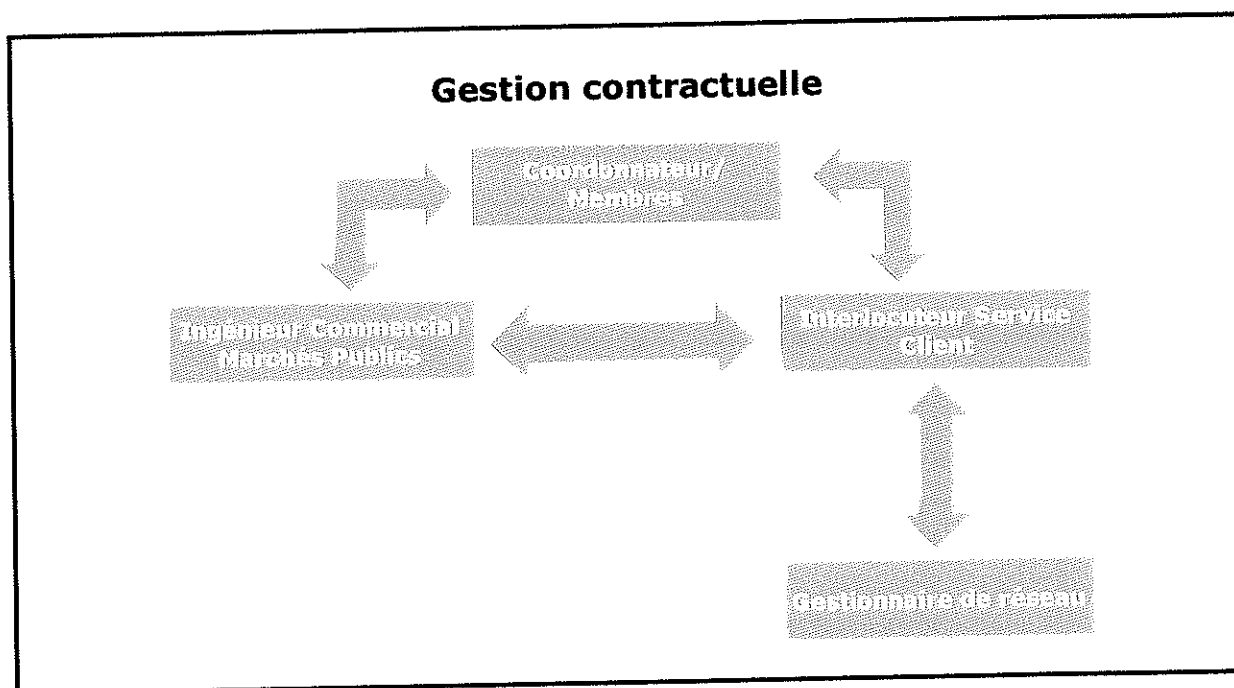 Gestion contractuelle
Coordonnateur/
Membres
Ingénieur Commercial
Marchés Publics
Interlocuteur Service
Client
Gestionnaire de réseau